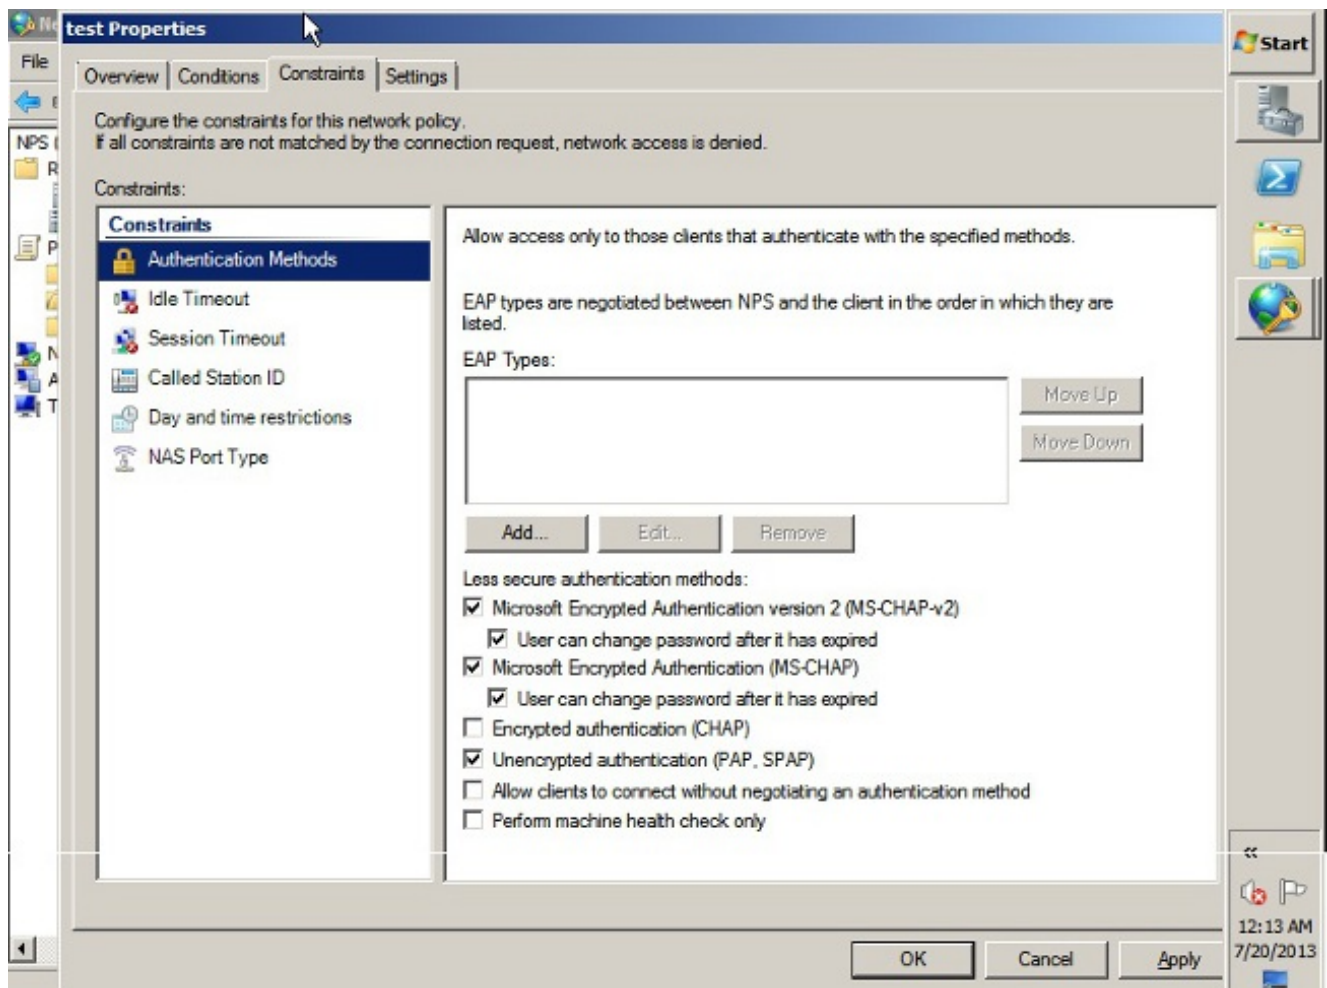 Ne
test Properties
Start
File
Overview
Conditions
Constraints
Settings
Configure the constraints for this network policy.
If all constraints are not matched by the connection request, network access is denied.
NPS (
R
P
N
A
T
Constraints:
Constraints
Authentication Methods
Idle Timeout
Session Timeout
Called Station ID
Day and time restrictions
NAS Port Type
Allow access only to those clients that authenticate with the specified methods.
EAP types are negotiated between NPS and the client in the order in which they are
listed.
EAP Types:
Move Up
Move Down
Add...
Edit...
Remove
Less secure authentication methods:
Microsoft Encrypted Authentication version 2 (MS-CHAP-v2)
User can change password after it has expired
Microsoft Encrypted Authentication (MS-CHAP)
User can change password after it has expired
Encrypted authentication (CHAP)
Unencrypted authentication (PAP, SPAP)
Allow clients to connect without negotiating an authentication method
Perform machine health check only
OK
Cancel
Apply
«
12:13 AM
7/20/2013